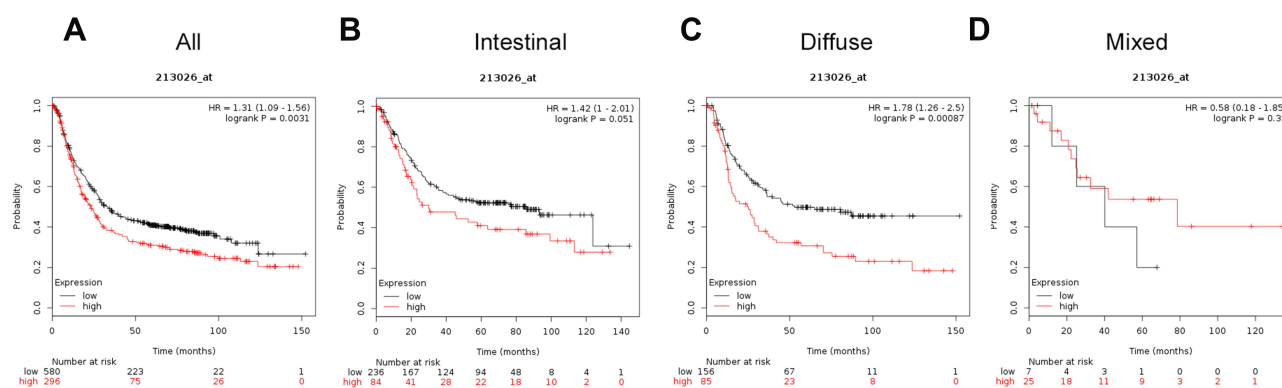 A
All
213026_at
HR = 1.31 (1.09 - 1.56)
logrank P = 0.0031
Probability
1.0
0.8
0.6
0.4
0.2
0.0
Expression
low
high
0 50 100 150
Time (months)
Number at risk
low 580 223 22 1
high 296 75 26 0
B
Intestinal
213026_at
HR = 1.42 (1 - 2.01)
logrank P = 0.051
Probability
1.0
0.8
0.6
0.4
0.2
0.0
Expression
low
high
0 20 40 60 80 100 120 140
Time (months)
Number at risk
low 236 167 124 94 48 8 4 1
high 84 41 28 22 18 10 2 0
C
Diffuse
213026_at
HR = 1.78 (1.26 - 2.5)
logrank P = 0.00087
Probability
1.0
0.8
0.6
0.4
0.2
0.0
Expression
low
high
0 50 100 150
Time (months)
Number at risk
low 156 67 11 1
high 85 23 8 0
D
Mixed
213026_at
HR = 0.58 (0.18 - 1.85
logrank P = 0.3
Probability
1.0
0.8
0.6
0.4
0.2
0.0
Expression
low
high
0 20 40 60 80 100 120
Time (months)
Number at risk
low 7 4 3 1 0 0 0
high 25 18 11 9 3 2 1